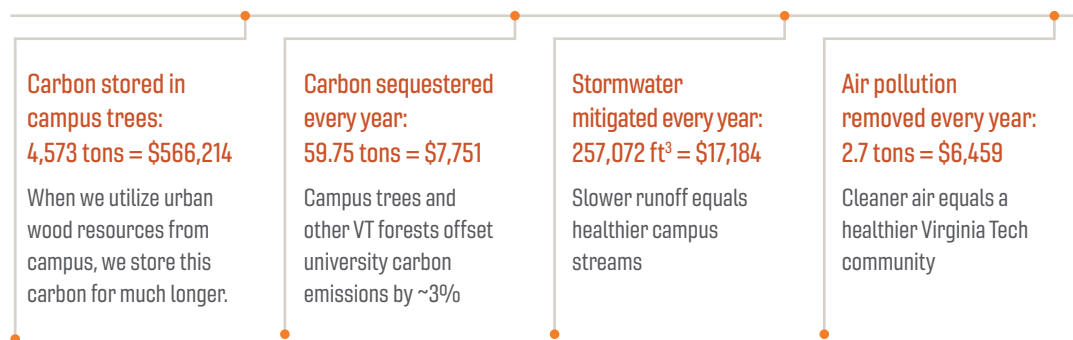 Carbon stored in
campus trees:
4,573 tons = $566,214
When we utilize urban
wood resources from
campus, we store this
carbon for much longer.
Carbon sequestered
every year:
59.75 tons = $7,751
Campus trees and
other VT forests offset
university carbon
emissions by ~3%
Stormwater
mitigated every year:
257,072 ft³ = $17,184
Slower runoff equals
healthier campus
streams
Air pollution
removed every year:
2.7 tons = $6,459
Cleaner air equals a
healthier Virginia Tech
community